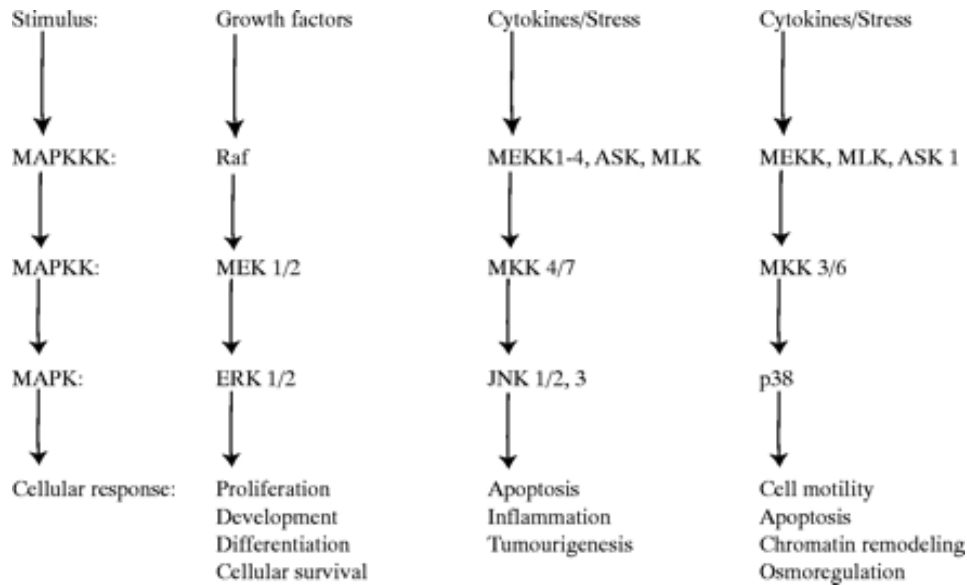 Stimulus: Growth factors Cytokines/Stress Cytokines/Stress
MAPKKK: Raf MEKK1-4, ASK, MLK MEKK, MLK, ASK 1
MAPKK: MEK 1/2 MKK 4/7 MKK 3/6
MAPK: ERK 1/2 JNK 1/2, 3 p38
Cellular response: Proliferation Apoptosis Cell motility
Development Inflammation Apoptosis
Differentiation Tumourigenesis Chromatin remodeling
Cellular survival Osmoregulation